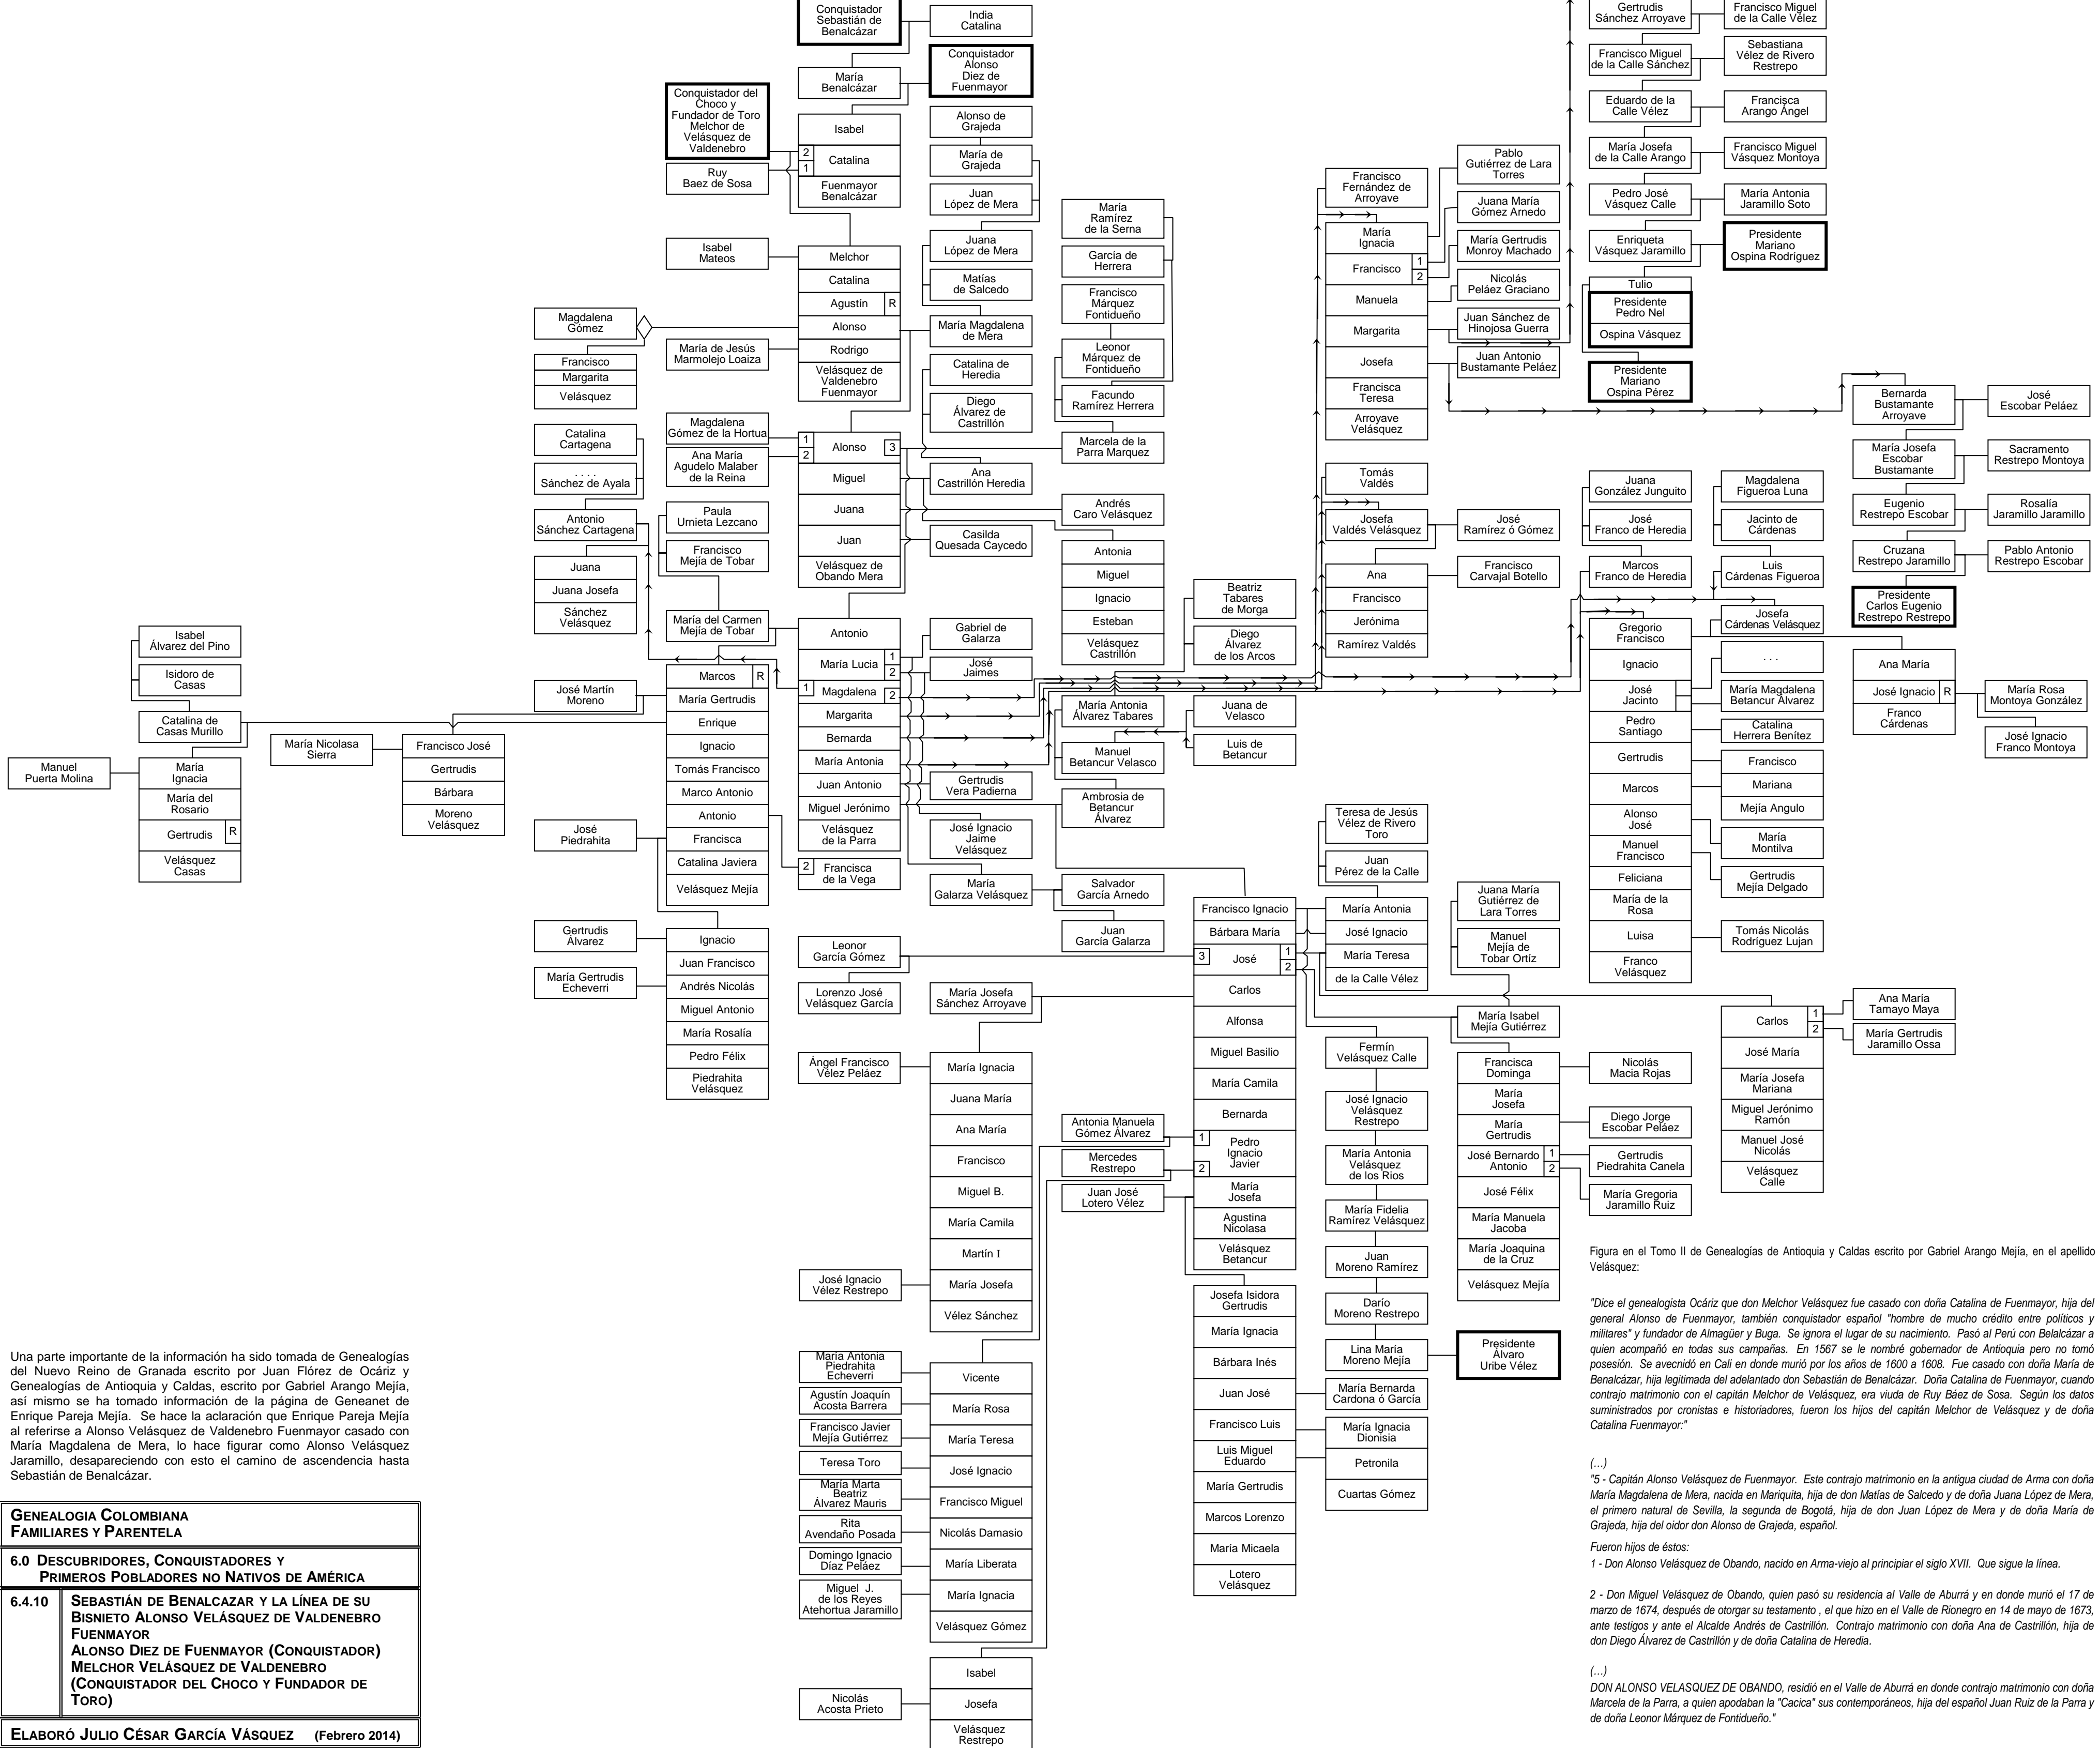 Conquistador
Sebastián de
Benalcázar
India
Catalina
María
Benalcázar
Conquistador
Alonso
Diez de
Fuenmayor
Conquistador del
Choco y
Fundador de Toro
Melchor de
Velásquez de
Valdenebro
Ruy
Baez de Sosa
Isabel
2
1
Catalina
Fuenmayor
Benalcázar
Alonso de
Grajeda
María de
Grajeda
Juan
López de Mera
Juana
López de Mera
Matías
de Salcedo
María Magdalena
de Mera
Isabel
Mateos
Melchor
Catalina
Agustín
R
Alonso
Rodrigo
Velásquez de
Valdenebro
Fuenmayor
Magdalena
Gómez
María de Jesús
Marmolejo Loaiza
Francisco
Margarita
Velásquez
María
Ramírez
de la Serna
García de
Herrera
Francisco
Márquez
Fontidueño
Leonor
Márquez de
Fontidueño
Facundo
Ramírez Herrera
Marcela de la
Parra Marquez
Catalina de
Heredia
Diego
Álvarez de
Castrillón
Ana
Castrillón Heredia
Magdalena
Gómez de la Hortua
Ana María
Agudelo Malaber
de la Reina
1
2
Alonso
3
Miguel
Juana
Juan
Velásquez de
Obando Mera
Andrés
Caro Velásquez
Casilda
Quesada Caycedo
Antonia
Miguel
Ignacio
Esteban
Velásquez
Castrillón
Catalina
Cartagena
. . . .
Sánchez de Ayala
Antonio
Sánchez Cartagena
Juana
Juana Josefa
Sánchez
Velásquez
Paula
Urnieta Lezcano
Francisco
Mejía de Tobar
María del Carmen
Mejía de Tobar
Antonio
María Lucia
1
2
1
Magdalena
2
Margarita
Bernarda
María Antonia
Juan Antonio
Miguel Jerónimo
Velásquez
de la Parra
2
Francisca
de la Vega
Gabriel de
Galarza
José
Jaimes
Gertrudis
Vera Padierna
José Ignacio
Jaime
Velásquez
María
Galarza Velásquez
Salvador
García Arnedo
Juan
García Galarza
Beatriz
Tabares
de Morga
Diego
Álvarez
de los Arcos
María Antonia
Álvarez Tabares
Manuel
Betancur Velasco
Juana de
Velasco
Luis de
Betancur
Ambrosia de
Betancur
Álvarez
Marcos
R
María Gertrudis
Enrique
Ignacio
Tomás Francisco
Marco Antonio
Antonio
Francisca
Catalina Javiera
Velásquez Mejía
José Martín
Moreno
Isabel
Álvarez del Pino
Isidoro de
Casas
Catalina de
Casas Murillo
Manuel
Puerta Molina
María
Ignacia
María del
Rosario
Gertrudis
R
Velásquez
Casas
María Nicolasa
Sierra
Francisco José
Gertrudis
Bárbara
Moreno
Velásquez
José
Piedrahita
Gertrudis
Álvarez
María Gertrudis
Echeverri
Ignacio
Juan Francisco
Andrés Nicolás
Miguel Antonio
María Rosalía
Pedro Félix
Piedrahita
Velásquez
Francisco
Fernández de
Arroyave
María
Ignacia
Francisco
1
2
Manuela
Margarita
Josefa
Francisca
Teresa
Arroyave
Velásquez
Pablo
Gutiérrez de Lara
Torres
Juana María
Gómez Arnedo
María Gertrudis
Monroy Machado
Nicolás
Peláez Graciano
Juan Sánchez de
Hinojosa Guerra
Juan Antonio
Bustamante Peláez
Gertrudis
Sánchez Arroyave
Francisco Miguel
de la Calle Vélez
Francisco Miguel
de la Calle Sánchez
Sebastiana
Vélez de Rivero
Restrepo
Eduardo de la
Calle Vélez
Francisca
Arango Ángel
María Josefa
de la Calle Arango
Francisco Miguel
Vásquez Montoya
Pedro José
Vásquez Calle
María Antonia
Jaramillo Soto
Enriqueta
Vásquez Jaramillo
Presidente
Mariano
Ospina Rodríguez
Tulio
Presidente
Pedro Nel
Ospina Vásquez
Presidente
Mariano
Ospina Pérez
Bernarda
Bustamante
Arroyave
José
Escobar Peláez
María Josefa
Escobar
Bustamante
Sacramento
Restrepo Montoya
Eugenio
Restrepo Escobar
Rosalía
Jaramillo Jaramillo
Cruzana
Restrepo Jaramillo
Pablo Antonio
Restrepo Escobar
Presidente
Carlos Eugenio
Restrepo Restrepo
Tomás
Valdés
Josefa
Valdés Velásquez
José
Ramírez ó Gómez
Ana
Francisco
Jerónima
Ramírez Valdés
Francisco
Carvajal Botello
Juana
González Junguito
José
Franco de Heredia
Marcos
Franco de Heredia
Magdalena
Figueroa Luna
Jacinto de
Cárdenas
Luis
Cárdenas Figueroa
Josefa
Cárdenas Velásquez
Gregorio
Francisco
Ignacio
José
Jacinto
Pedro
Santiago
Gertrudis
Marcos
Alonso
José
Manuel
Francisco
Feliciana
María de la
Rosa
Luisa
Franco
Velásquez
. . .
María Magdalena
Betancur Álvarez
Catalina
Herrera Benítez
Francisco
Mariana
Mejía Angulo
María
Montilva
Gertrudis
Mejía Delgado
Tomás Nicolás
Rodríguez Lujan
Ana María
José Ignacio
R
Franco
Cárdenas
María Rosa
Montoya González
José Ignacio
Franco Montoya
Teresa de Jesús
Vélez de Rivero
Toro
Juan
Pérez de la Calle
María Antonia
José Ignacio
María Teresa
de la Calle Vélez
Francisco Ignacio
Bárbara María
3
José
1
2
Carlos
Alfonsa
Miguel Basilio
María Camila
Bernarda
1
Pedro
Ignacio
Javier
2
María
Josefa
Agustina
Nicolasa
Velásquez
Betancur
Leonor
García Gómez
Lorenzo José
Velásquez García
María Josefa
Sánchez Arroyave
Ángel Francisco
Vélez Peláez
María Ignacia
Juana María
Ana María
Francisco
Miguel B.
María Camila
Martín I
María Josefa
Vélez Sánchez
José Ignacio
Vélez Restrepo
Antonia Manuela
Gómez Álvarez
Mercedes
Restrepo
Juan José
Lotero Vélez
Fermín
Velásquez Calle
José Ignacio
Velásquez
Restrepo
María Antonia
Velásquez
de los Rios
María Fidelia
Ramírez Velásquez
Juan
Moreno Ramírez
Darío
Moreno Restrepo
Lina María
Moreno Mejía
Presidente
Álvaro
Uribe Vélez
Juana María
Gutiérrez de
Lara Torres
Manuel
Mejía de
Tobar Ortíz
María Isabel
Mejía Gutiérrez
Francisca
Dominga
María
Josefa
María
Gertrudis
José Bernardo
Antonio
1
2
José Félix
María Manuela
Jacoba
María Joaquina
de la Cruz
Velásquez Mejía
Nicolás
Macia Rojas
Diego Jorge
Escobar Peláez
Gertrudis
Piedrahita Canela
María Gregoria
Jaramillo Ruiz
Carlos
1
2
José María
María Josefa
Mariana
Miguel Jerónimo
Ramón
Manuel José
Nicolás
Velásquez
Calle
Ana María
Tamayo Maya
María Gertrudis
Jaramillo Ossa
Josefa Isidora
Gertrudis
María Ignacia
Bárbara Inés
Juan José
Francisco Luis
Luis Miguel
Eduardo
María Gertrudis
Marcos Lorenzo
María Micaela
Lotero
Velásquez
María Bernarda
Cardona ó García
María Ignacia
Dionisia
Petronila
Cuartas Gómez
María Antonia
Piedrahita
Echeverri
Agustín Joaquín
Acosta Barrera
Francisco Javier
Mejía Gutiérrez
Teresa Toro
María Marta
Beatriz
Álvarez Mauris
Rita
Avendaño Posada
Domingo Ignacio
Díaz Peláez
Miguel J.
de los Reyes
Atehortua Jaramillo
Vicente
María Rosa
María Teresa
José Ignacio
Francisco Miguel
Nicolás Damasio
María Liberata
María Ignacia
Velásquez Gómez
Nicolás
Acosta Prieto
Isabel
Josefa
Velásquez
Restrepo
Una parte importante de la información ha sido tomada de Genealogías
del Nuevo Reino de Granada escrito por Juan Flórez de Ocáriz y
Genealogías de Antioquia y Caldas, escrito por Gabriel Arango Mejía,
así mismo se ha tomado información de la página de Geneanet de
Enrique Pareja Mejía. Se hace la aclaración que Enrique Pareja Mejía
al referirse a Alonso Velásquez de Valdenebro Fuenmayor casado con
María Magdalena de Mera, lo hace figurar como Alonso Velásquez
Jaramillo, desapareciendo con esto el camino de ascendencia hasta
Sebastián de Benalcázar.
GENEALOGIA COLOMBIANA
FAMILIARES Y PARENTELA
6.0 DESCUBRIDORES, CONQUISTADORES Y
PRIMEROS POBLADORES NO NATIVOS DE AMÉRICA
6.4.10
SEBASTIÁN DE BENALCAZAR Y LA LÍNEA DE SU
BISNIETO ALONSO VELÁSQUEZ DE VALDENEBRO
FUENMAYOR
ALONSO DIEZ DE FUENMAYOR (CONQUISTADOR)
MELCHOR VELÁSQUEZ DE VALDENEBRO
(CONQUISTADOR DEL CHOCO Y FUNDADOR DE
TORO)
ELABORÓ JULIO CÉSAR GARCÍA VÁSQUEZ (Febrero 2014)
Figura en el Tomo II de Genealogías de Antioquia y Caldas escrito por Gabriel Arango Mejía, en el apellido
Velásquez:
"Dice el genealogista Ocáriz que don Melchor Velásquez fue casado con doña Catalina de Fuenmayor, hija del
general Alonso de Fuenmayor, también conquistador español "hombre de mucho crédito entre políticos y
militares" y fundador de Almagüer y Buga. Se ignora el lugar de su nacimiento. Pasó al Perú con Belalcázar a
quien acompañó en todas sus campañas. En 1567 se le nombré gobernador de Antioquia pero no tomó
posesión. Se avecnidó en Cali en donde murió por los años de 1600 a 1608. Fue casado con doña María de
Benalcázar, hija legitimada del adelantado don Sebastián de Benalcázar. Doña Catalina de Fuenmayor, cuando
contrajo matrimonio con el capitán Melchor de Velásquez, era viuda de Ruy Báez de Sosa. Según los datos
suministrados por cronistas e historiadores, fueron los hijos del capitán Melchor de Velásquez y de doña
Catalina Fuenmayor:"
(...)
"5 - Capitán Alonso Velásquez de Fuenmayor. Este contrajo matrimonio en la antigua ciudad de Arma con doña
María Magdalena de Mera, nacida en Mariquita, hija de don Matías de Salcedo y de doña Juana López de Mera,
el primero natural de Sevilla, la segunda de Bogotá, hija de don Juan López de Mera y de doña María de
Grajeda, hija del oidor don Alonso de Grajeda, español.
Fueron hijos de éstos:
1 - Don Alonso Velásquez de Obando, nacido en Arma-viejo al principiar el siglo XVII. Que sigue la línea.
2 - Don Miguel Velásquez de Obando, quien pasó su residencia al Valle de Aburrá y en donde murió el 17 de
marzo de 1674, después de otorgar su testamento , el que hizo en el Valle de Rionegro en 14 de mayo de 1673,
ante testigos y ante el Alcalde Andrés de Castrillón. Contrajo matrimonio con doña Ana de Castrillón, hija de
don Diego Álvarez de Castrillón y de doña Catalina de Heredia.
(...)
DON ALONSO VELASQUEZ DE OBANDO, residió en el Valle de Aburrá en donde contrajo matrimonio con doña
Marcela de la Parra, a quien apodaban la "Cacica" sus contemporáneos, hija del español Juan Ruiz de la Parra y
de doña Leonor Márquez de Fontidueño."